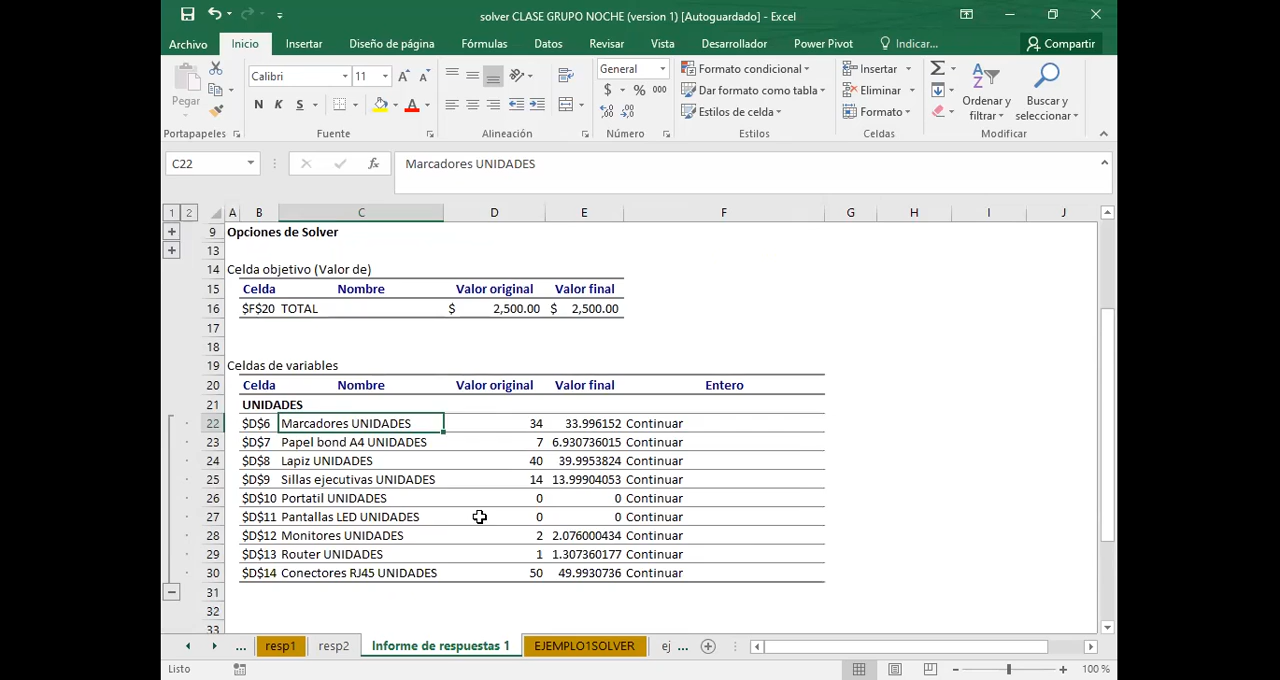 solver CLASE GRUPO NOCHE (version 1) [Autoguardado] - Excel
Archivo Inicio Insertar Diseño de página Fórmulas Datos Revisar Vista Desarrollador Power Pivot Indicar... Compartir
Pegar
Calibri 11
N K S
General
$ % 000
Formato condicional
Dar formato como tabla
Estilos de celda
Insertar
Eliminar
Formato
Ordenar y filtrar
Buscar y seleccionar
Portapapeles Fuente Alineación Número Estilos Celdas Modificar
C22 fx Marcadores UNIDADES
1 2 A B C D E F G H I J
9 Opciones de Solver
13
14 Celda objetivo (Valor de)
15 Celda Nombre Valor original Valor final
16 $F$20 TOTAL $ 2,500.00 $ 2,500.00
17
18
19 Celdas de variables
20 Celda Nombre Valor original Valor final Entero
21 UNIDADES
22 $D$6 Marcadores UNIDADES 34 33.996152 Continuar
23 $D$7 Papel bond A4 UNIDADES 7 6.930736015 Continuar
24 $D$8 Lapiz UNIDADES 40 39.9953824 Continuar
25 $D$9 Sillas ejecutivas UNIDADES 14 13.99904053 Continuar
26 $D$10 Portatil UNIDADES 0 0 Continuar
27 $D$11 Pantallas LED UNIDADES 0 0 Continuar
28 $D$12 Monitores UNIDADES 2 2.076000434 Continuar
29 $D$13 Router UNIDADES 1 1.307360177 Continuar
30 $D$14 Conectores RJ45 UNIDADES 50 49.9930736 Continuar
31
32
33
... resp1 resp2 Informe de respuestas 1 EJEMPLO1SOLVER ej ...
Listo 100 %